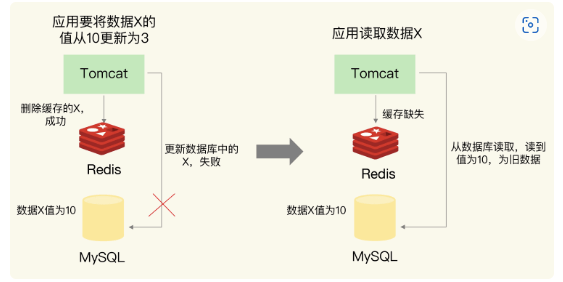 应用要将数据X的
值从10更新为3
Tomcat
删除缓存的X，
成功
Redis
更新数据库中的
X，失败
数据X值为10
MySQL
应用读取数据X
Tomcat
缓存缺失
Redis
从数据库读取，读到
值为10，为旧数据
数据X值为10
MySQL